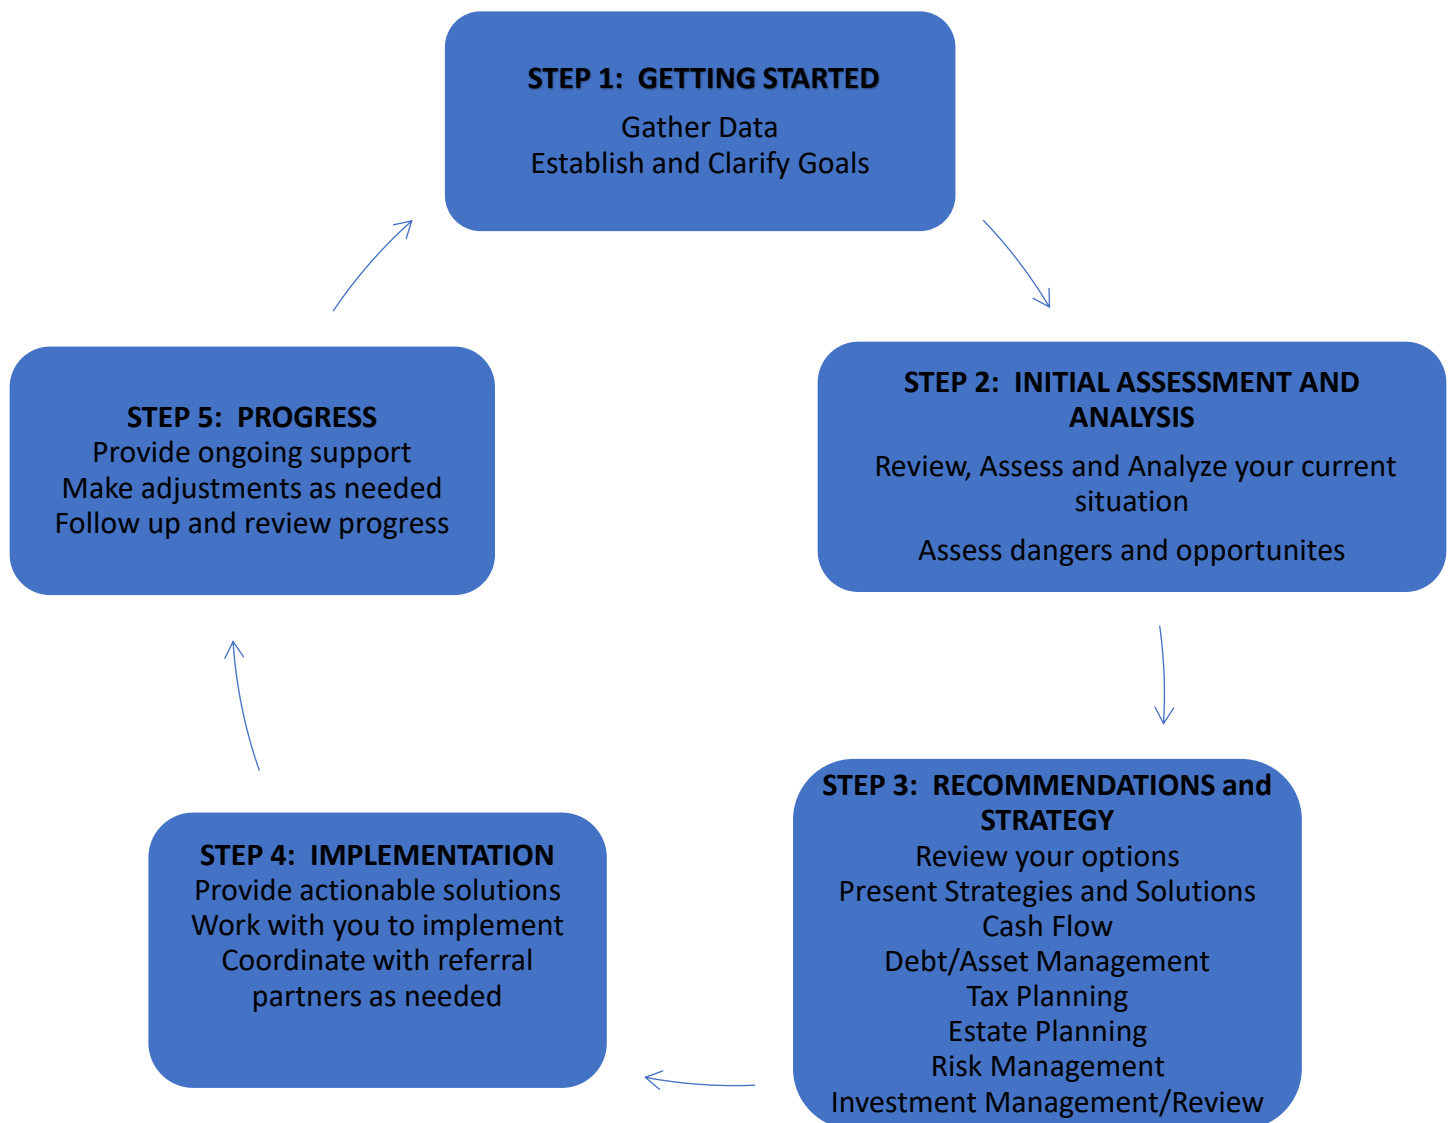 STEP 1: GETTING STARTED
Gather Data
Establish and Clarify Goals
STEP 2: INITIAL ASSESSMENT AND
ANALYSIS
Review, Assess and Analyze your current
situation
Assess dangers and opportunites
STEP 3: RECOMMENDATIONS and
STRATEGY
Review your options
Present Strategies and Solutions
Cash Flow
Debt/Asset Management
Tax Planning
Estate Planning
Risk Management
Investment Management/Review
STEP 4: IMPLEMENTATION
Provide actionable solutions
Work with you to implement
Coordinate with referral
partners as needed
STEP 5: PROGRESS
Provide ongoing support
Make adjustments as needed
Follow up and review progress